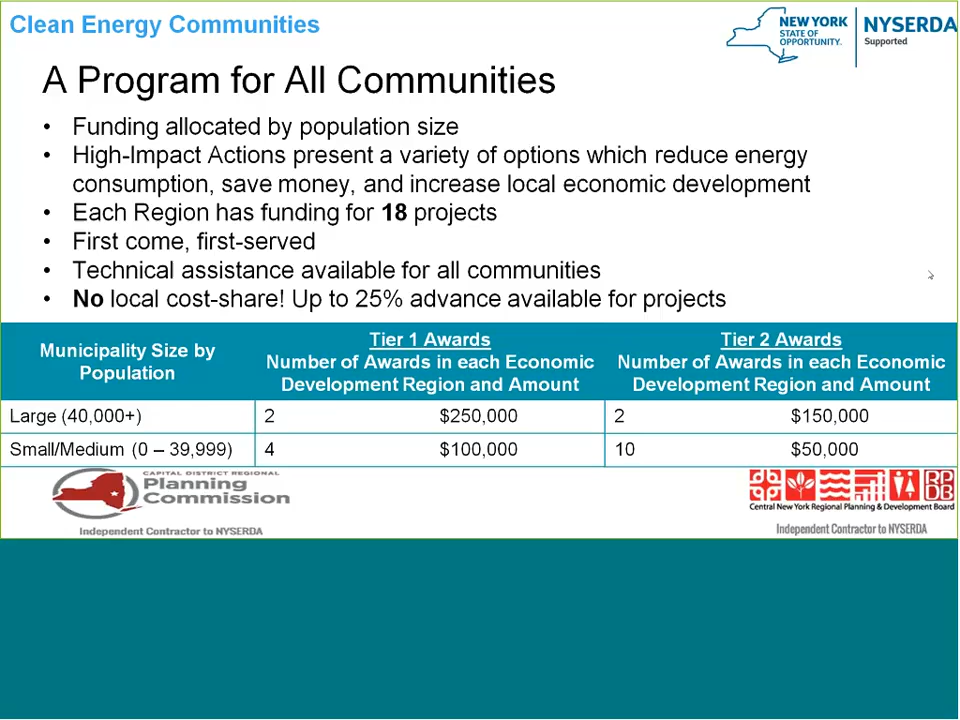 Clean Energy Communities
NEW YORK
STATE OF
OPPORTUNITY.
NYSERDA
Supported
A Program for All Communities
• Funding allocated by population size
• High-Impact Actions present a variety of options which reduce energy
consumption, save money, and increase local economic development
• Each Region has funding for 18 projects
• First come, first-served
• Technical assistance available for all communities
• No local cost-share! Up to 25% advance available for projects
Municipality Size by
Population
Tier 1 Awards
Number of Awards in each Economic
Development Region and Amount
Tier 2 Awards
Number of Awards in each Economic
Development Region and Amount
Large (40,000+) 2 $250,000 2 $150,000
Small/Medium (0 – 39,999) 4 $100,000 10 $50,000
CAPITAL DISTRICT REGIONAL
Planning
Commission
Independent Contractor to NYSERDA
RP
DB
Central New York Regional Planning & Development Board
Independent Contractor to NYSERDA